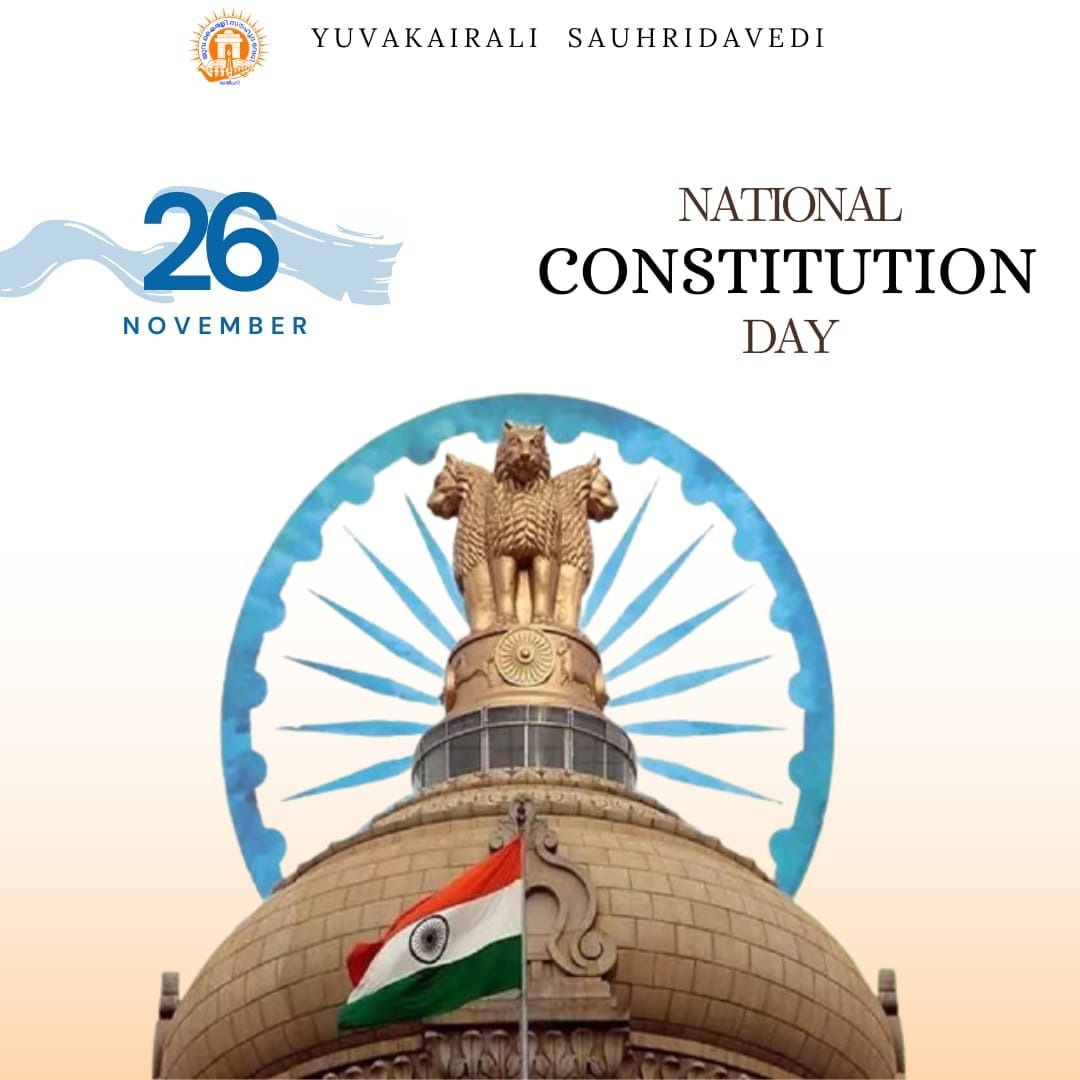 YUVAKAIRALI SAUHRIDAVEDI
26
NOVEMBER
NATIONAL
CONSTITUTION
DAY